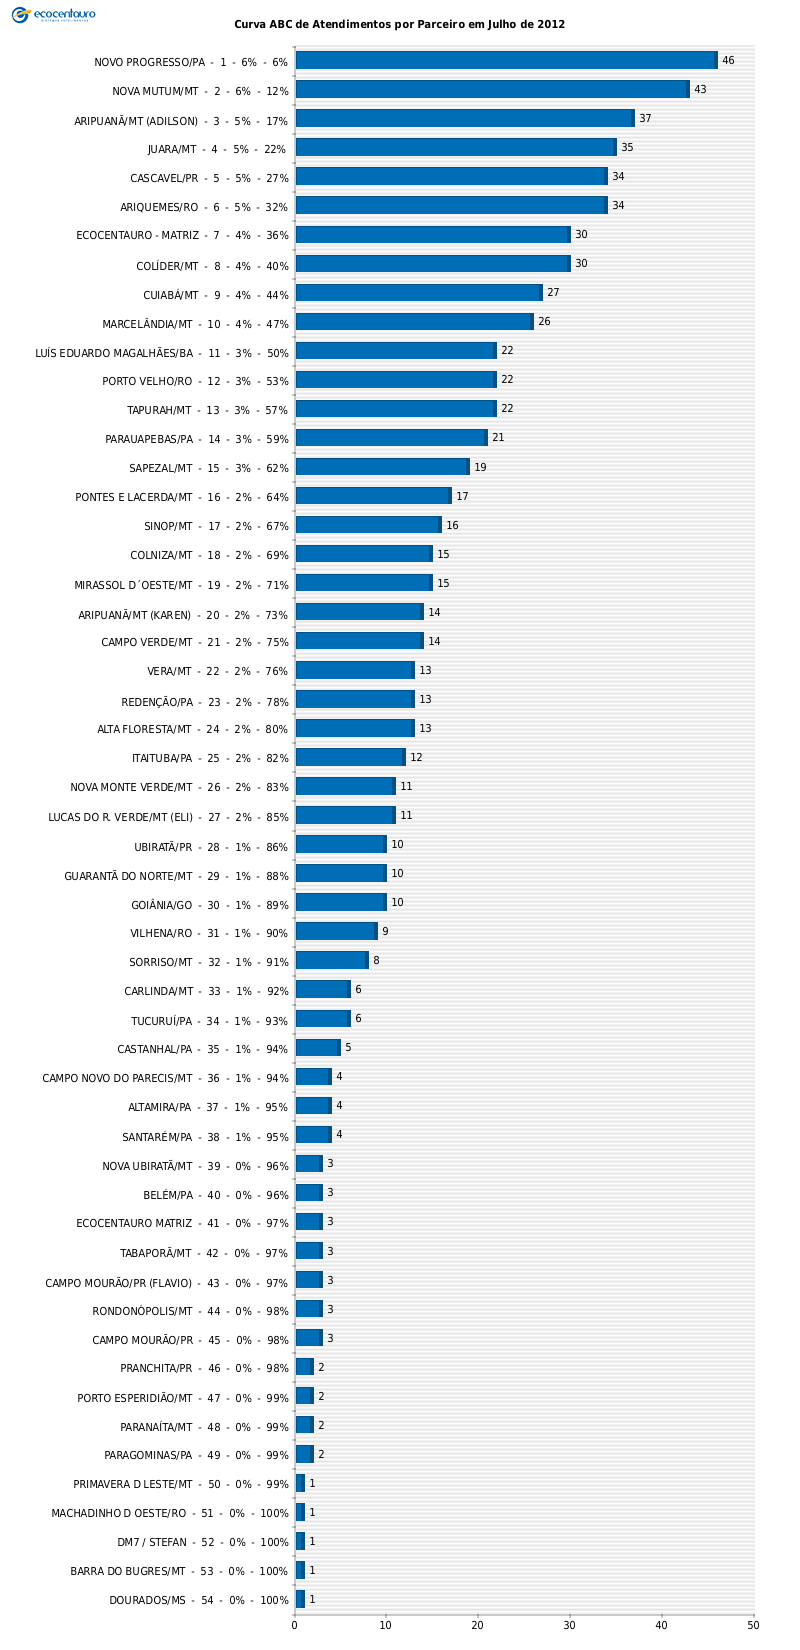 ecocentauro
Curva ABC de Atendimentos por Parceiro em Julho de 2012
NOVO PROGRESSO/PA - 1 - 6% - 6% 46
NOVA MUTUM/MT - 2 - 6% - 12% 43
ARIPUANÃ/MT (ADILSON) - 3 - 5% - 17% 37
JUARA/MT - 4 - 5% - 22% 35
CASCAVEL/PR - 5 - 5% - 27% 34
ARIQUEMES/RO - 6 - 5% - 32% 34
ECOCENTAURO - MATRIZ - 7 - 4% - 36% 30
COLÍDER/MT - 8 - 4% - 40% 30
CUIABÁ/MT - 9 - 4% - 44% 27
MARCELÂNDIA/MT - 10 - 4% - 47% 26
LUÍS EDUARDO MAGALHÃES/BA - 11 - 3% - 50% 22
PORTO VELHO/RO - 12 - 3% - 53% 22
TAPURAH/MT - 13 - 3% - 57% 22
PARAUAPEBAS/PA - 14 - 3% - 59% 21
SAPEZAL/MT - 15 - 3% - 62% 19
PONTES E LACERDA/MT - 16 - 2% - 64% 17
SINOP/MT - 17 - 2% - 67% 16
COLNIZA/MT - 18 - 2% - 69% 15
MIRASSOL D´OESTE/MT - 19 - 2% - 71% 15
ARIPUANÃ/MT (KAREN) - 20 - 2% - 73% 14
CAMPO VERDE/MT - 21 - 2% - 75% 14
VERA/MT - 22 - 2% - 76% 13
REDENÇÃO/PA - 23 - 2% - 78% 13
ALTA FLORESTA/MT - 24 - 2% - 80% 13
ITAITUBA/PA - 25 - 2% - 82% 12
NOVA MONTE VERDE/MT - 26 - 2% - 83% 11
LUCAS DO R. VERDE/MT (ELI) - 27 - 2% - 85% 11
UBIRATÃ/PR - 28 - 1% - 86% 10
GUARANTÃ DO NORTE/MT - 29 - 1% - 88% 10
GOIÂNIA/GO - 30 - 1% - 89% 10
VILHENA/RO - 31 - 1% - 90% 9
SORRISO/MT - 32 - 1% - 91% 8
CARLINDA/MT - 33 - 1% - 92% 6
TUCURUÍ/PA - 34 - 1% - 93% 6
CASTANHAL/PA - 35 - 1% - 94% 5
CAMPO NOVO DO PARECIS/MT - 36 - 1% - 94% 4
ALTAMIRA/PA - 37 - 1% - 95% 4
SANTARÉM/PA - 38 - 1% - 95% 4
NOVA UBIRATÃ/MT - 39 - 0% - 96% 3
BELÉM/PA - 40 - 0% - 96% 3
ECOCENTAURO MATRIZ - 41 - 0% - 97% 3
TABAPORÃ/MT - 42 - 0% - 97% 3
CAMPO MOURÃO/PR (FLAVIO) - 43 - 0% - 97% 3
RONDONÓPOLIS/MT - 44 - 0% - 98% 3
CAMPO MOURÃO/PR - 45 - 0% - 98% 3
PRANCHITA/PR - 46 - 0% - 98% 2
PORTO ESPERIDIÃO/MT - 47 - 0% - 99% 2
PARANAÍTA/MT - 48 - 0% - 99% 2
PARAGOMINAS/PA - 49 - 0% - 99% 2
PRIMAVERA D LESTE/MT - 50 - 0% - 99% 1
MACHADINHO D OESTE/RO - 51 - 0% - 100% 1
DM7 / STEFAN - 52 - 0% - 100% 1
BARRA DO BUGRES/MT - 53 - 0% - 100% 1
DOURADOS/MS - 54 - 0% - 100% 1
0 10 20 30 40 50